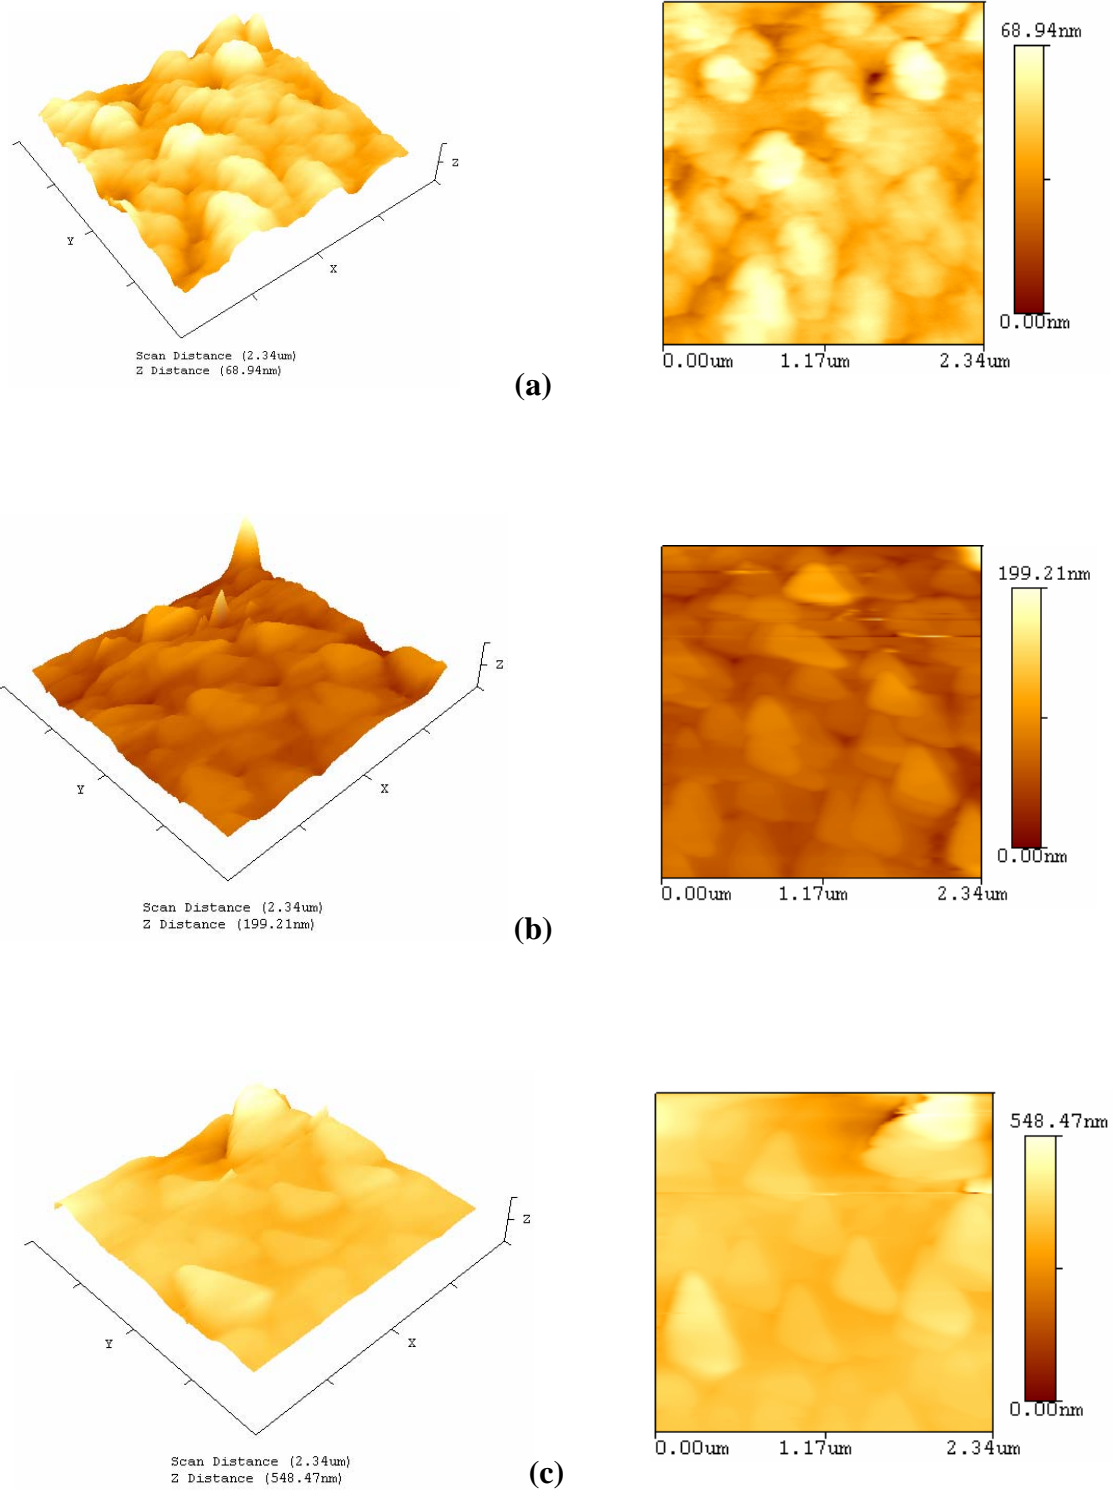 Z
Y
X
Scan Distance (2.34um)
Z Distance (68.94nm)
68.94nm
0.00nm
0.00um 1.17um 2.34um
(a)
Z
Y
X
Scan Distance (2.34um)
Z Distance (199.21nm)
199.21nm
0.00nm
0.00um 1.17um 2.34um
(b)
Z
Y
X
Scan Distance (2.34um)
Z Distance (548.47nm)
548.47nm
0.00nm
0.00um 1.17um 2.34um
(c)